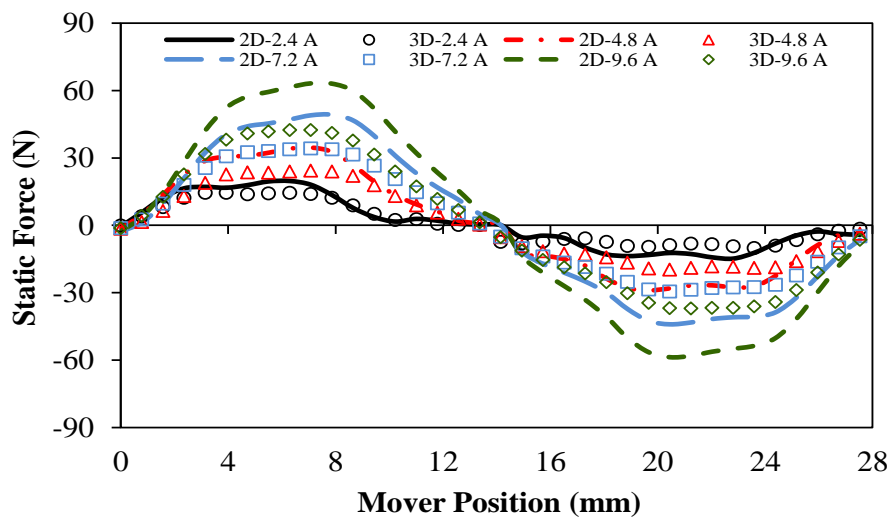 90
2D-2.4 A 3D-2.4 A 2D-4.8 A 3D-4.8 A
2D-7.2 A 3D-7.2 A 2D-9.6 A 3D-9.6 A
60
30
0
-30
-60
-90
Static Force (N)
0 4 8 12 16 20 24 28
Mover Position (mm)